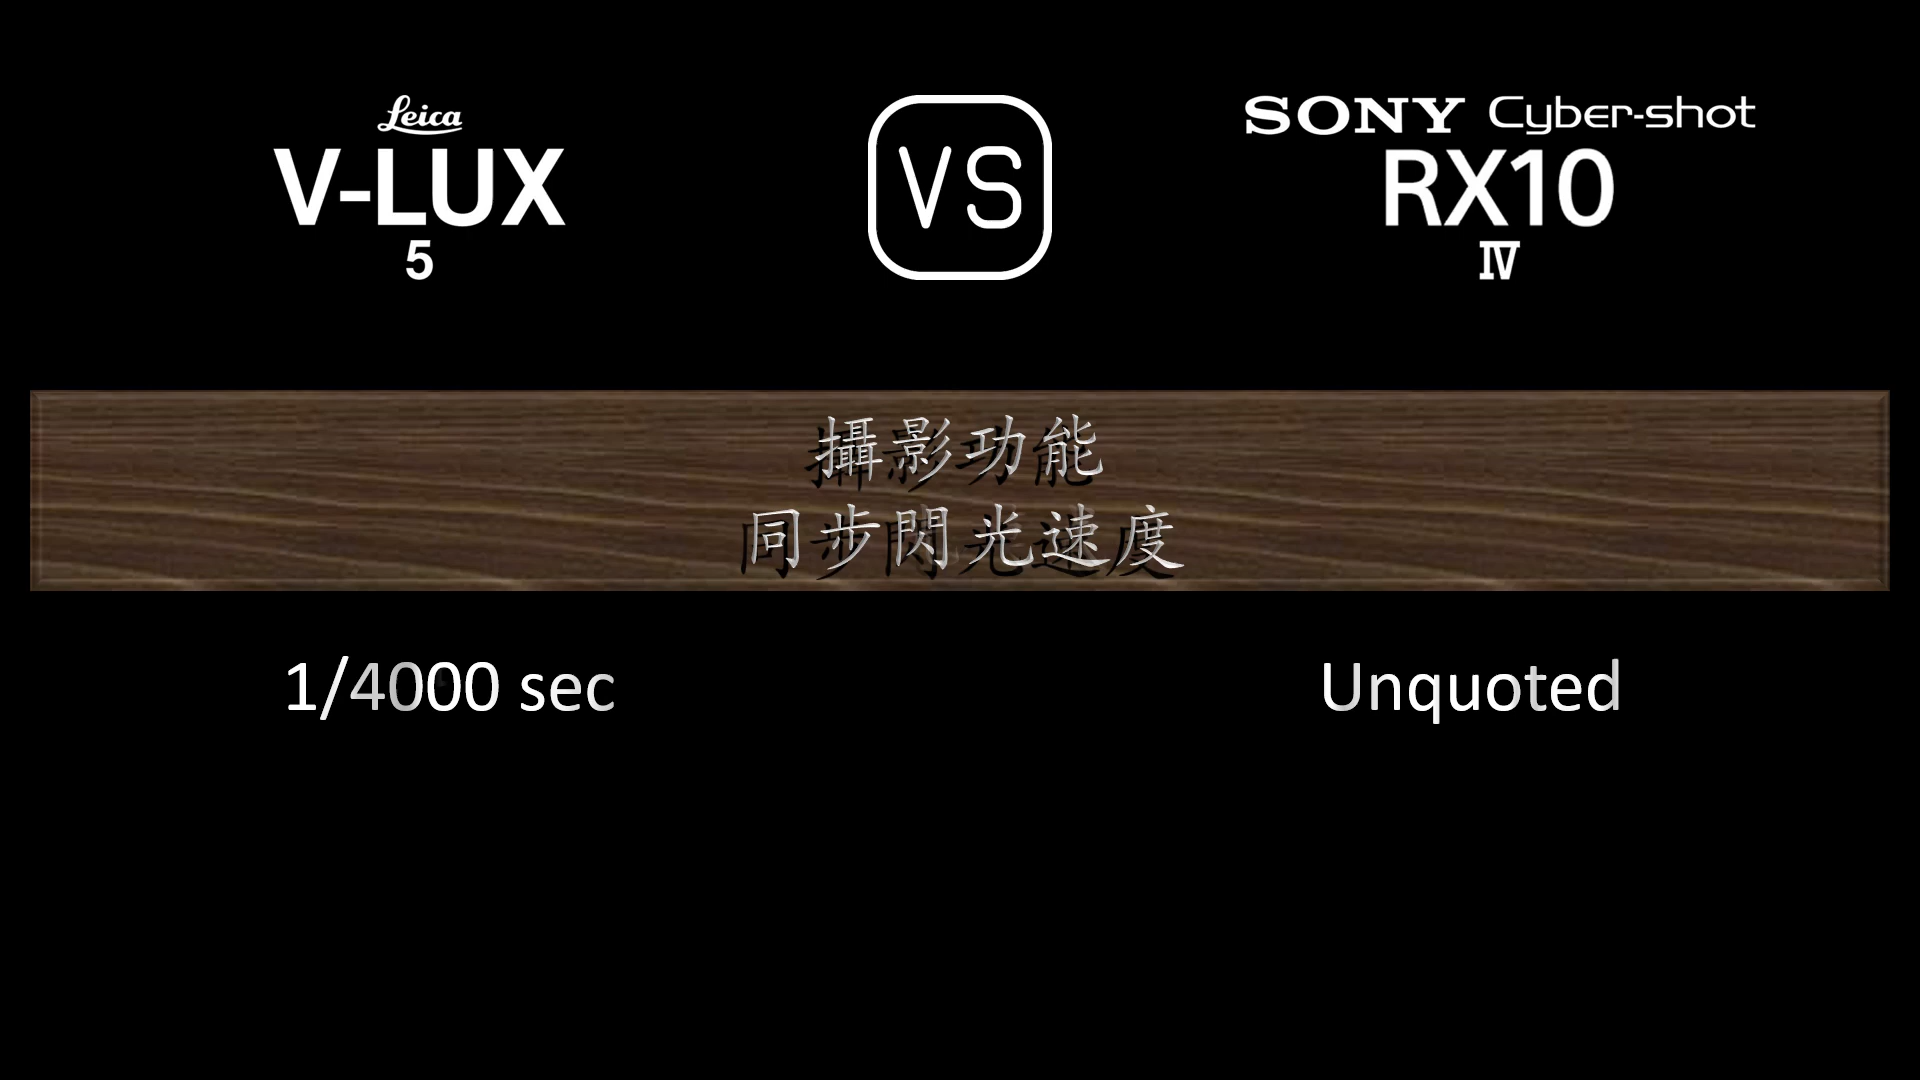 Leica
V-LUX
5
VS
SONY Cyber-shot
RX10
IV
攝影功能
同步閃光速度
1/4000 sec
Unquoted